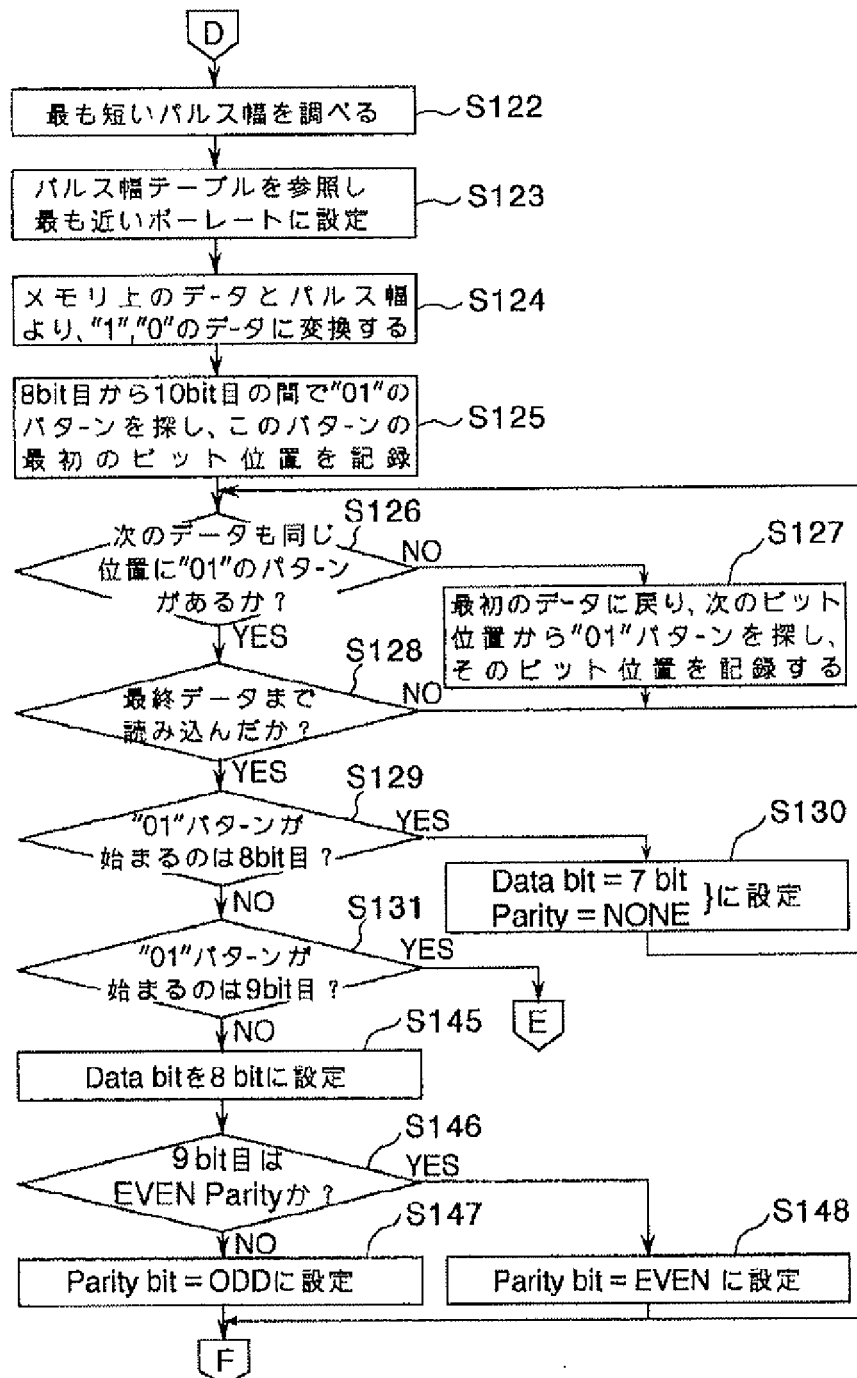 D
最も短いパルス幅を調べる
S122
パルス幅テーブルを参照し
最も近いボーレートに設定
S123
メモリ上のデータとパルス幅
より、"1","0"のデータに変換する
S124
8bit目から10bit目の間で"01"の
パターンを探し、このパターンの
最初のビット位置を記録
S125
S126
次のデータも同じ
位置に"01"のパターン
があるか?
NO
YES
S127
最初のデータに戻り、次のビット
位置から"01"パターンを探し、
そのビット位置を記録する
S128
最終データまで
読み込んだか?
NO
YES
S129
"01"パターンが
始まるのは8bit目?
YES
NO
S130
Data bit = 7 bit
Parity = NONE
}に設定
S131
"01"パターンが
始まるのは9bit目?
YES
NO
E
S145
Data bitを8 bitに設定
S146
9 bit目は
EVEN Parityか?
YES
NO
S147
Parity bit = ODDに設定
S148
Parity bit = EVEN に設定
F